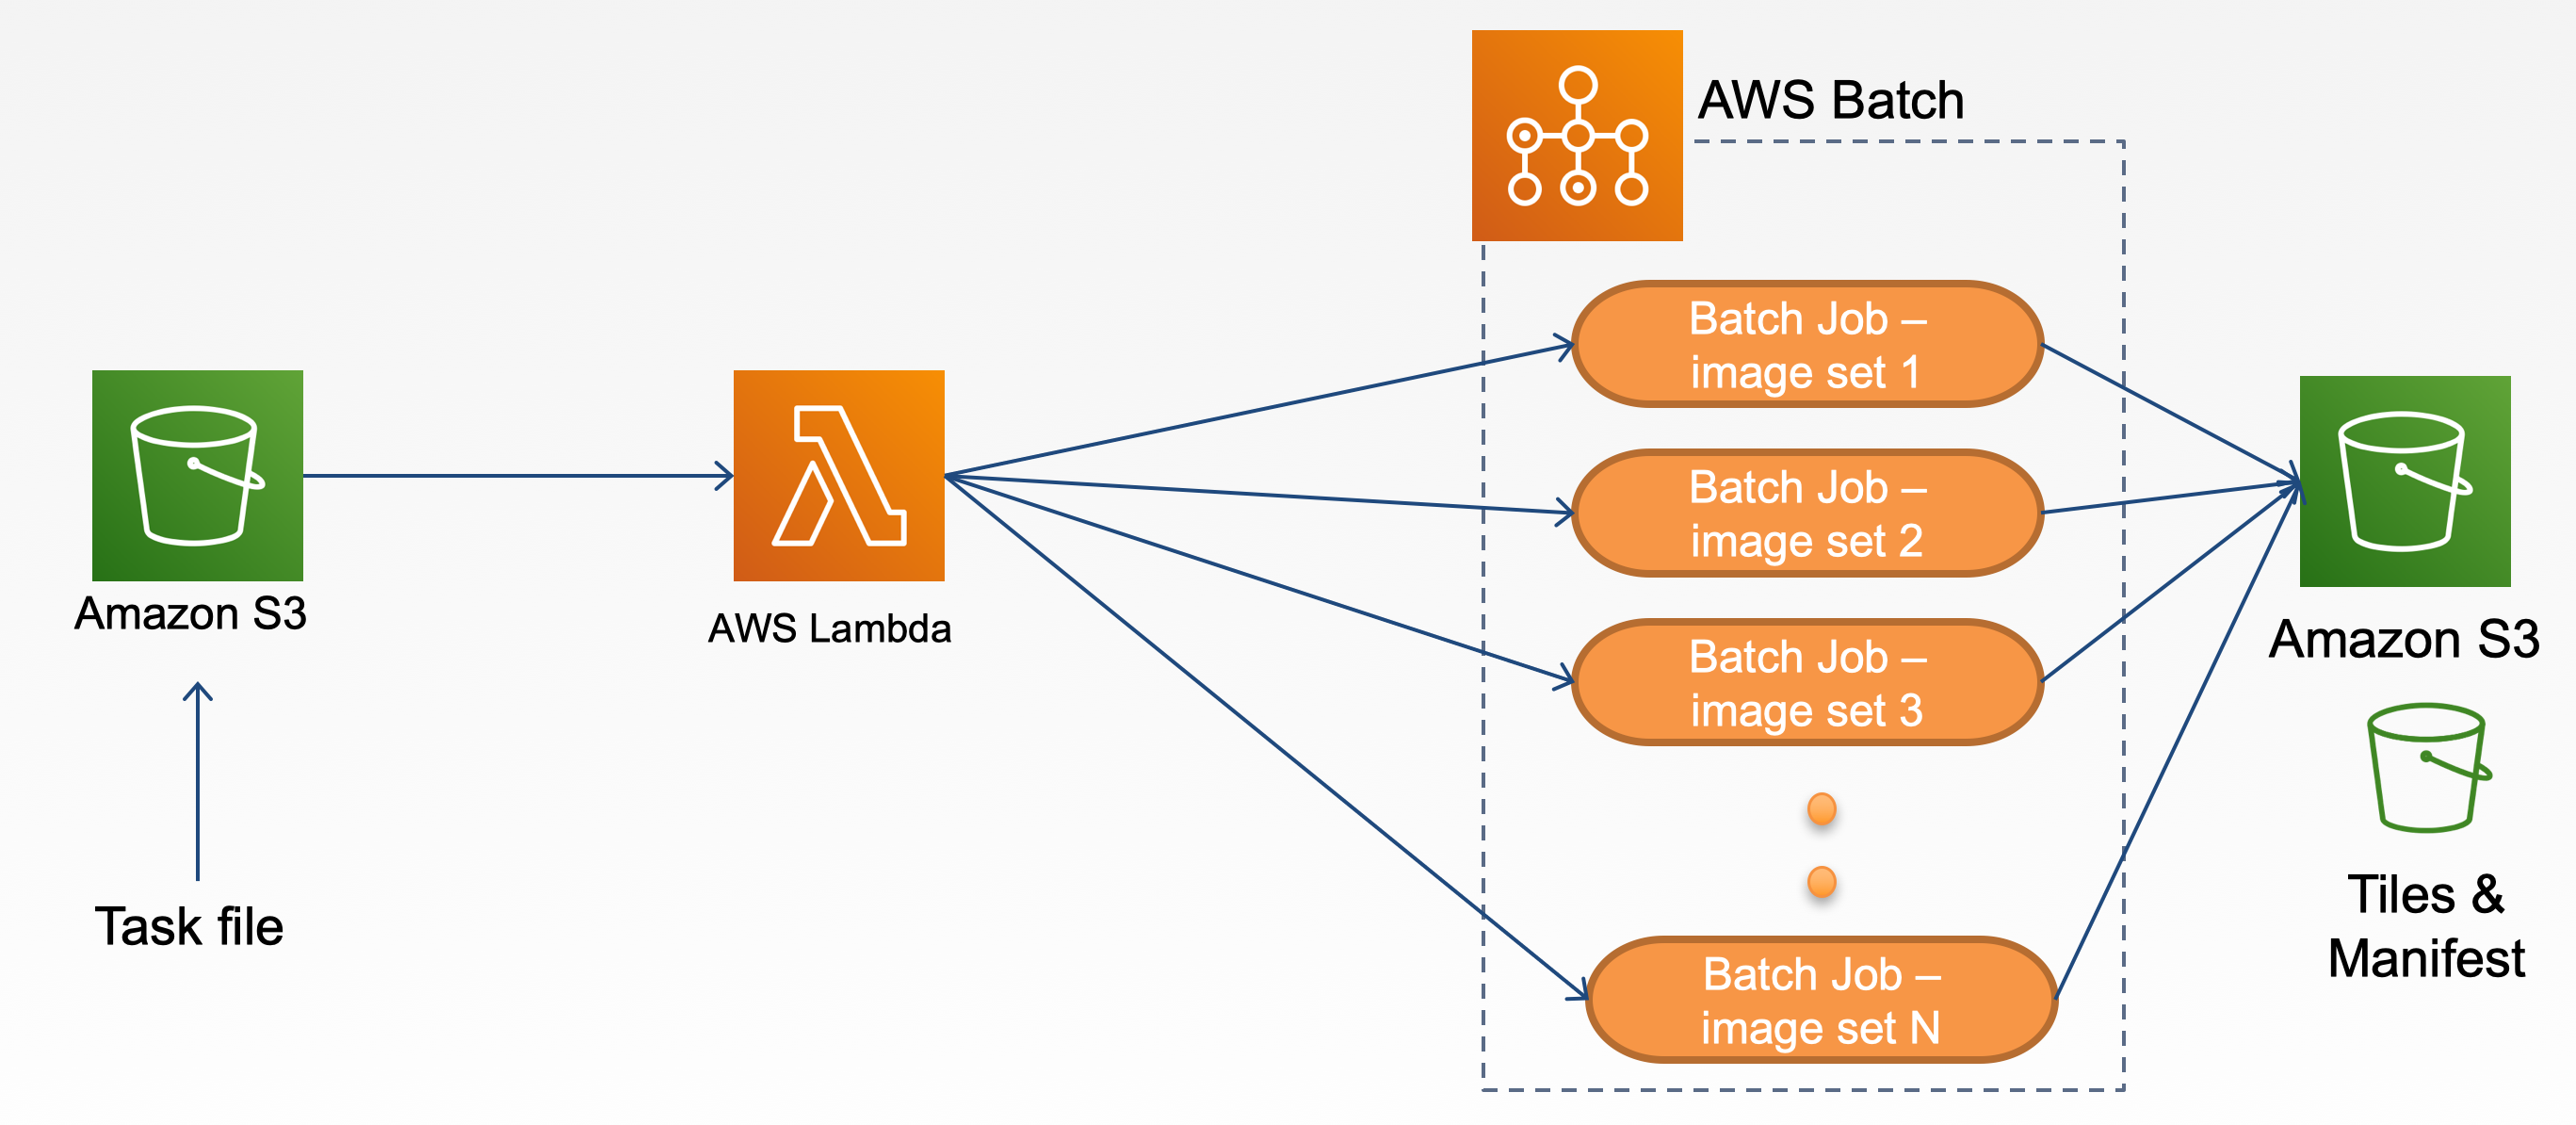 AWS Batch
Batch Job –
image set 1
Batch Job –
image set 2
Batch Job –
image set 3
Batch Job –
image set N
Amazon S3
AWS Lambda
Amazon S3
Task file
Tiles &
Manifest